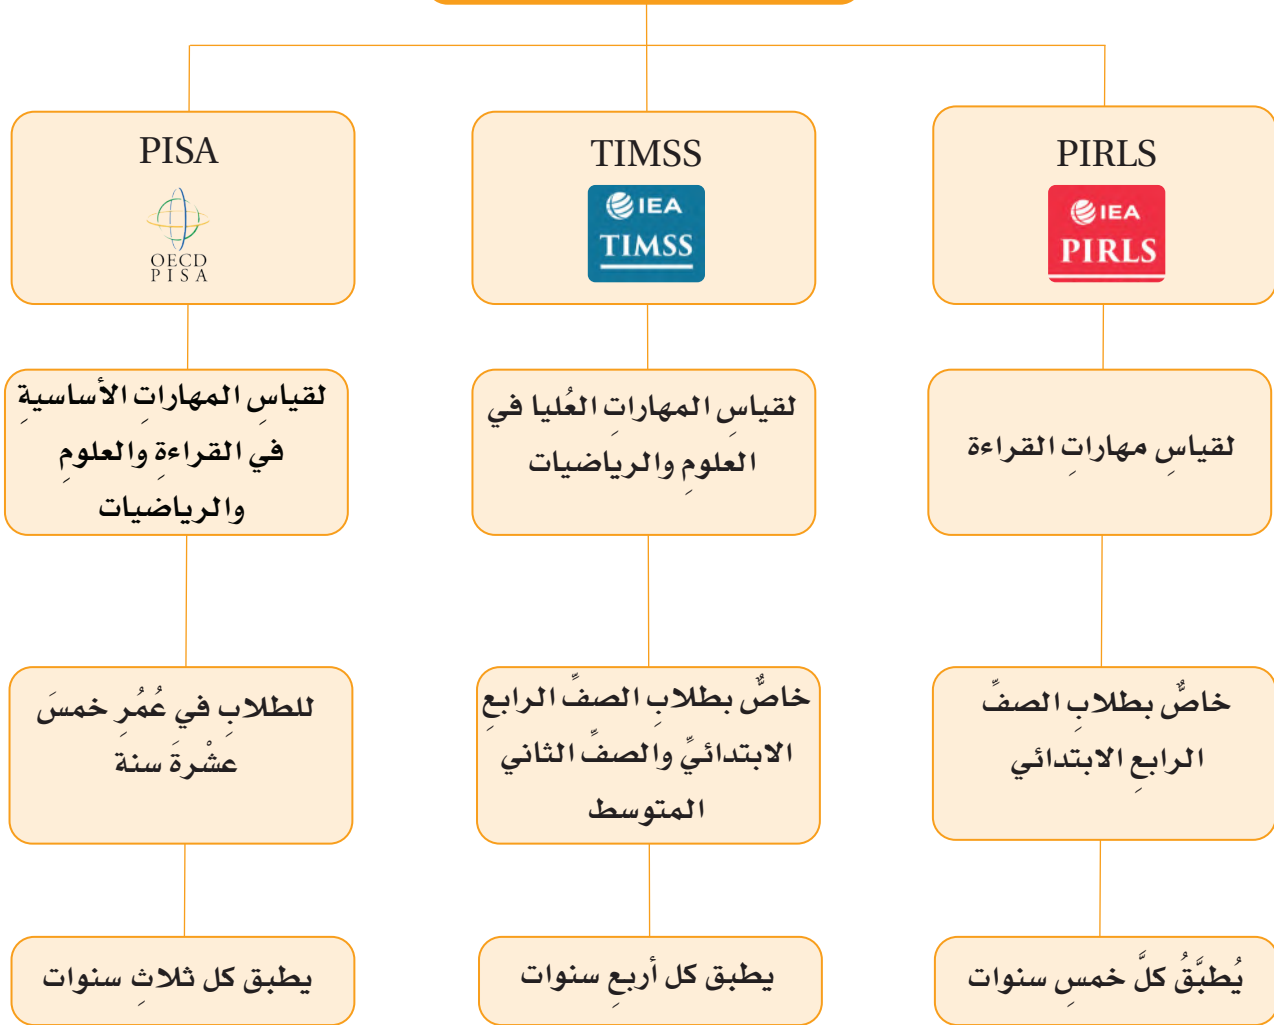 PIRLS
IEA
PIRLS
لقياسِ مهاراتِ القراءة
خاصٌّ بطلابِ الصفِّ
الرابعِ الابتدائي
يُطبَّقُ كلَّ خمسِ سنوات
TIMSS
IEA
TIMSS
لقياسِ المهاراتِ العُليا في
العلومِ والرياضيات
خاصٌّ بطلابِ الصفِّ الرابعِ
الابتدائيِّ والصفِّ الثاني
المتوسط
يطبق كل أربعِ سنوات
PISA
OECD
PISA
لقياسِ المهاراتِ الأساسيةِ
في القراءةِ والعلومِ
والرياضيات
للطلابِ في عُمُرِ خمسَ
عشْرةَ سنة
يطبق كل ثلاثِ سنوات